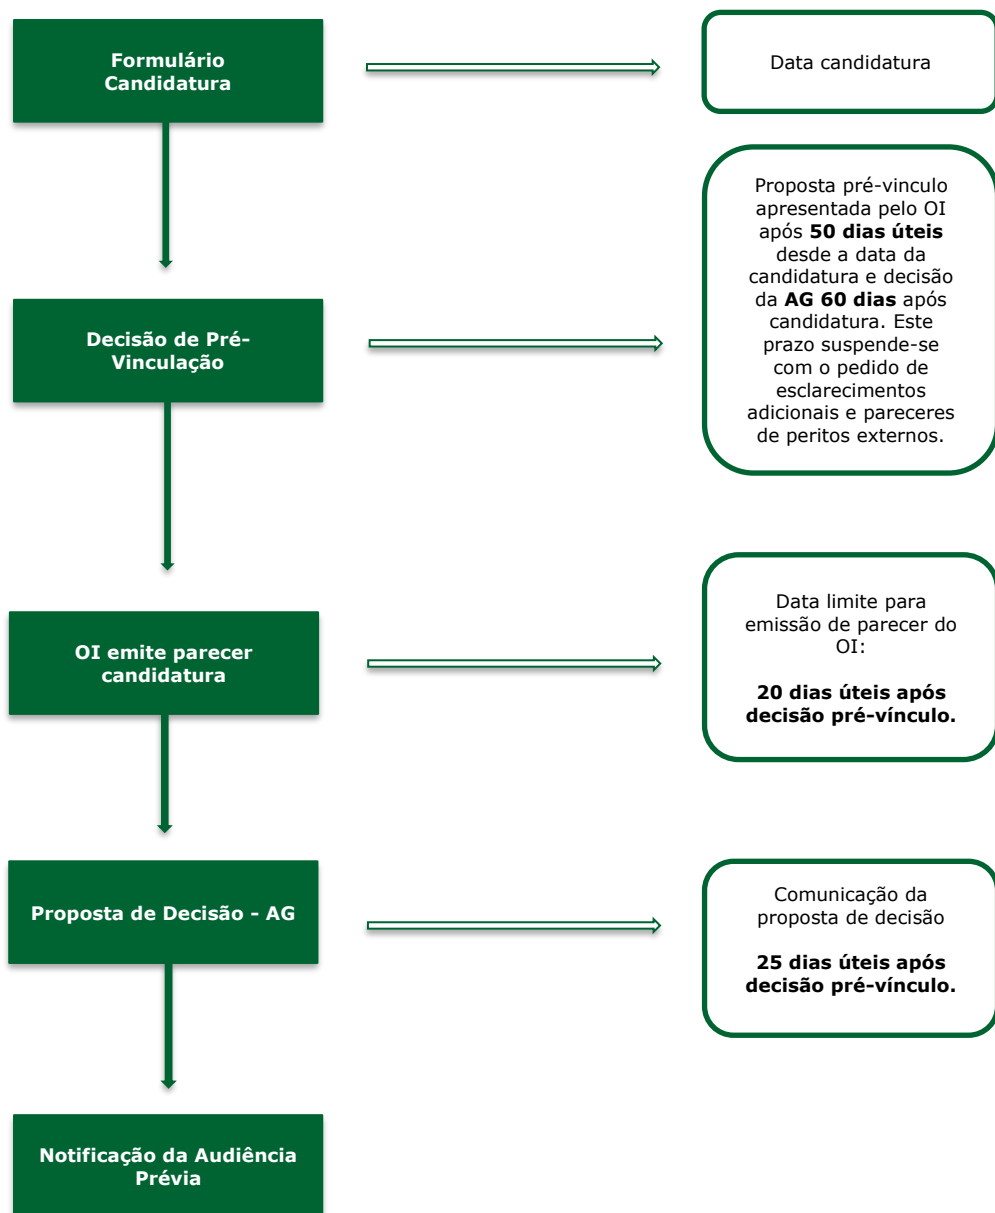 Formulário
Candidatura
Data candidatura
Proposta pré-vinculo
apresentada pelo OI
após 50 dias úteis
desde a data da
candidatura e decisão
da AG 60 dias após
candidatura. Este
prazo suspende-se
com o pedido de
esclarecimentos
adicionais e pareceres
de peritos externos.
Decisão de Pré-
Vinculação
OI emite parecer
candidatura
Data limite para
emissão de parecer do
OI:
20 dias úteis após
decisão pré-vínculo.
Proposta de Decisão - AG
Comunicação da
proposta de decisão
25 dias úteis após
decisão pré-vínculo.
Notificação da Audiência
Prévia